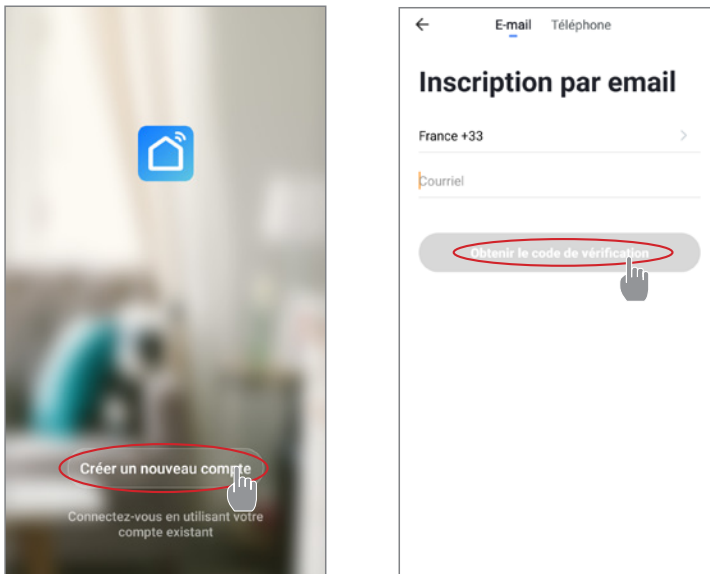 Créer un nouveau compte
Connectez-vous en utilisant votre
compte existant
E-mail Téléphone
Inscription par email
France +33
Courriel
Obtenir le code de vérification